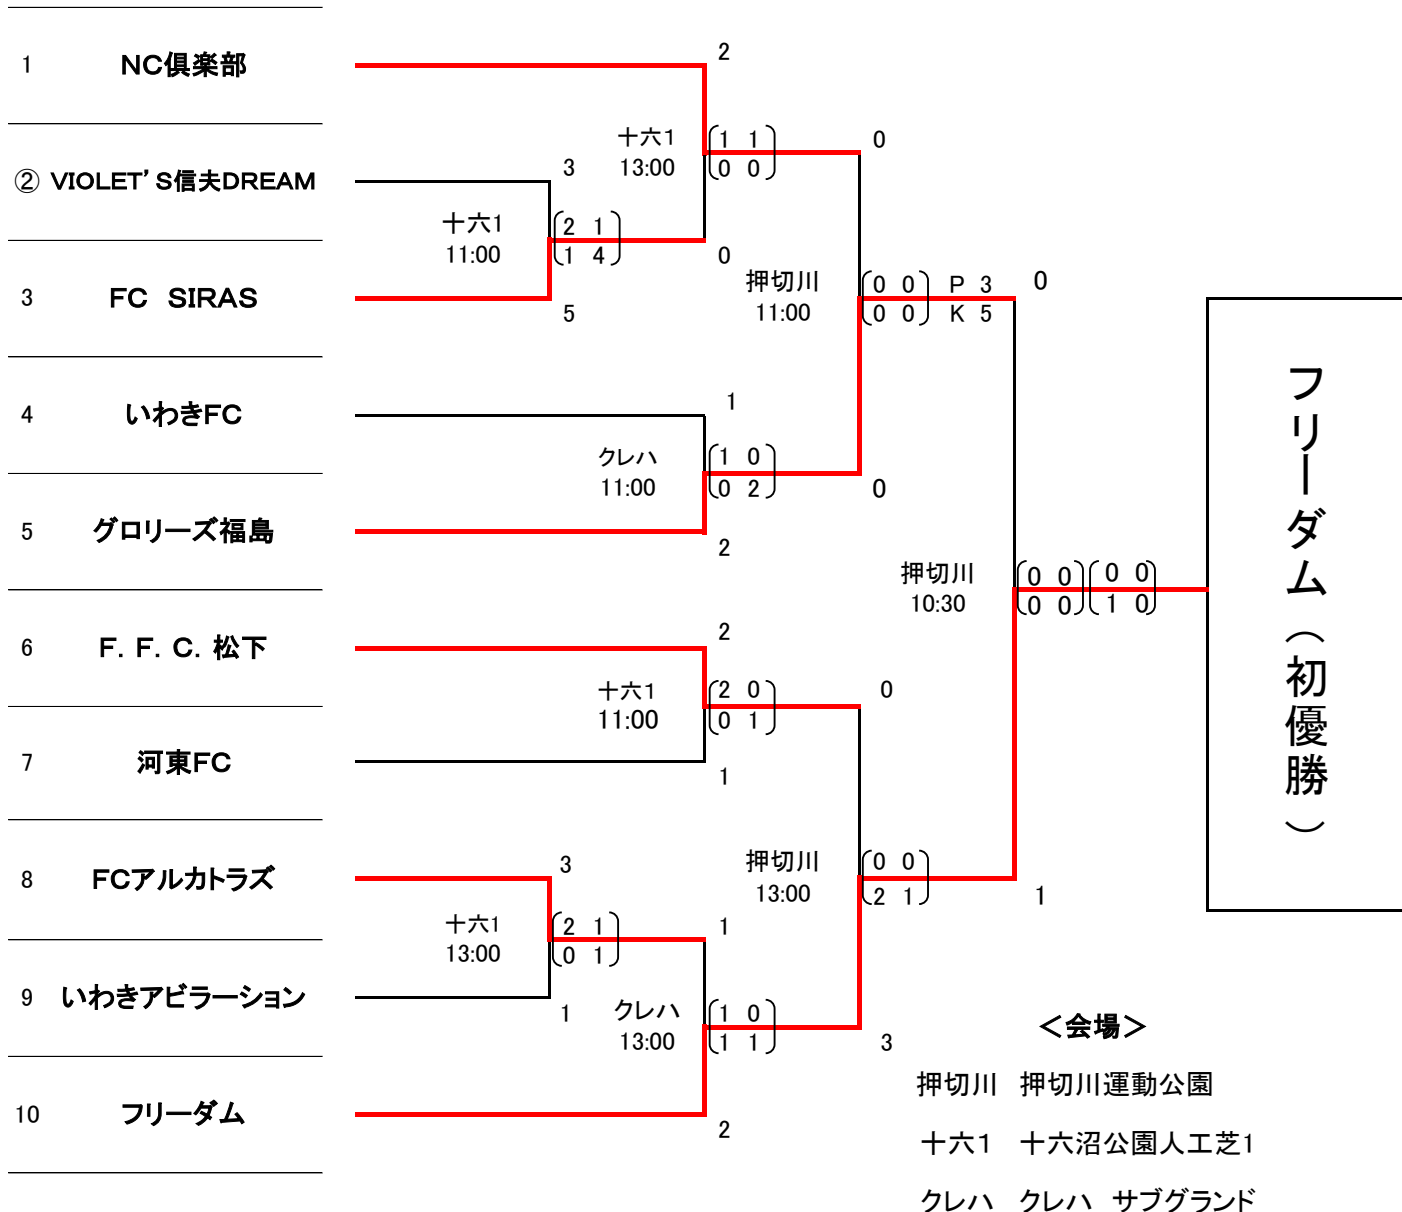 1 NC倶楽部
② VIOLET'S信夫DREAM
3 FC SIRAS
4 いわきFC
5 グロリーズ福島
6 F.F.C.松下
7 河東FC
8 FCアルカトラズ
9 いわきアビラーション
10 フリーダム
3
十六1
11:00
2 1
1 4
5
3
十六1
13:00
2 1
0 1
1
2
十六1
13:00
1 1
0 0
0
1
クレハ
11:00
1 0
0 2
2
2
十六1
11:00
2 0
0 1
1
1
クレハ
13:00
1 0
1 1
2
0
押切川
11:00
0 0 P 3
0 0 K 5
0
0
押切川
13:00
0 0
2 1
3
0
押切川
10:30
0 0 0 0
0 0 1 0
1
フリーダム(初優勝)
<会場>
押切川 押切川運動公園
十六1 十六沼公園人工芝1
クレハ クレハ サブグランド